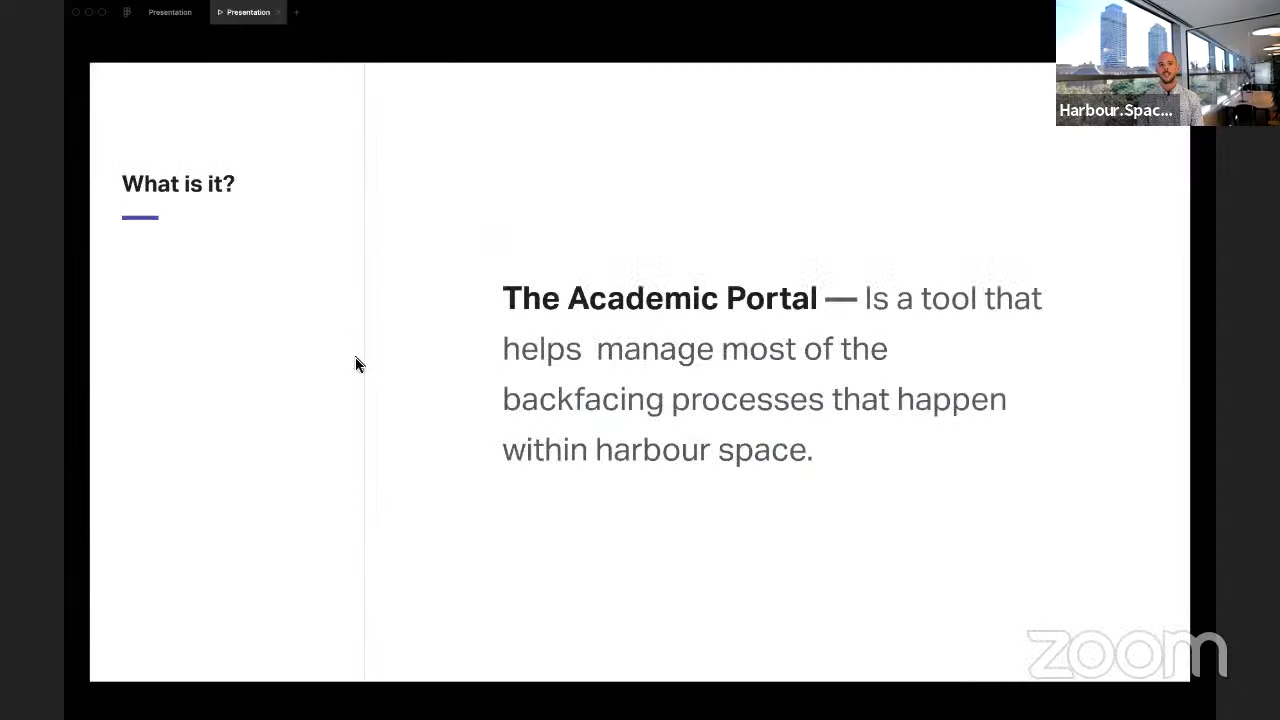 Presentation
Presentation
Harbour.Spac...
What is it?
The Academic Portal — Is a tool that
helps manage most of the
backfacing processes that happen
within harbour space.
zoom